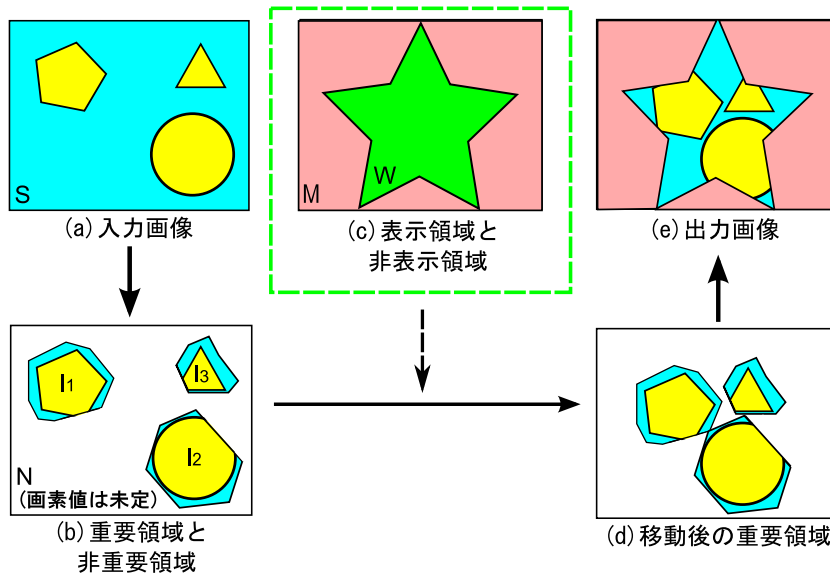 S
(a)入力画像
M
W
(c)表示領域と
非表示領域
(e)出力画像
I1
I3
I2
N
(画素値は未定)
(b)重要領域と
非重要領域
(d)移動後の重要領域